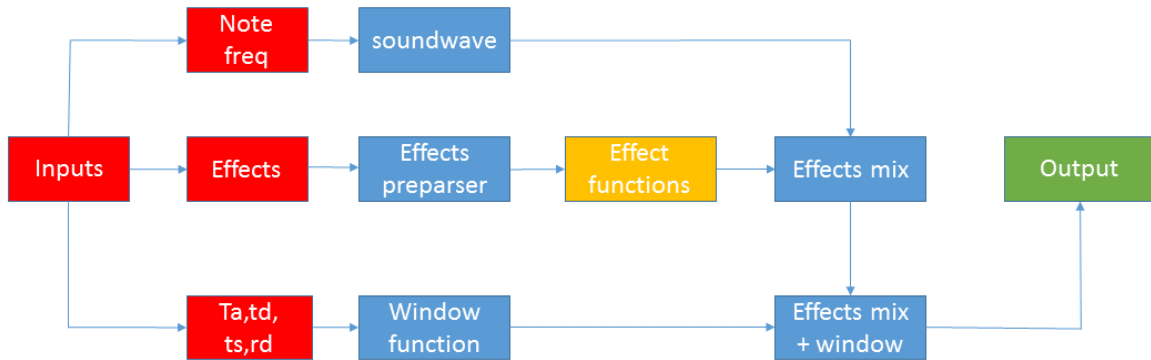 Note
freq
soundwave
Inputs
Effects
Effects
preparser
Effect
functions
Effects mix
Output
Ta,td,
ts,rd
Window
function
Effects mix
+ window